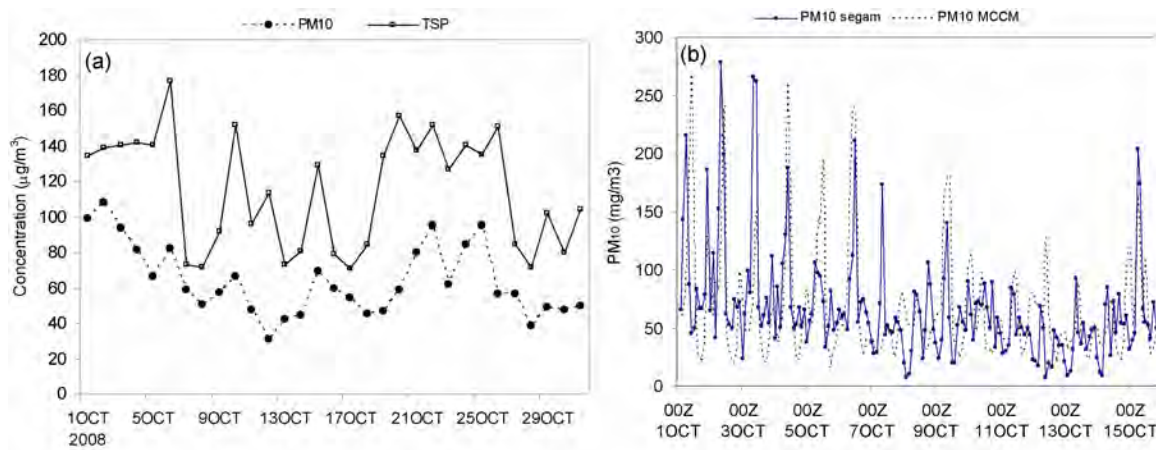 PM10 TSP
(a)
200
180
160
140
120
100
80
60
40
20
0
Concentration (µg/m³)
1OCT 5OCT 9OCT 13OCT 17OCT 21OCT 25OCT 29OCT
2008
PM10 segam PM10 MCCM
(b)
300
250
200
150
100
50
0
PM₁₀ (mg/m3)
00Z 00Z 00Z 00Z 00Z 00Z 00Z 00Z
1OCT 3OCT 5OCT 7OCT 9OCT 11OCT 13OCT 15OCT